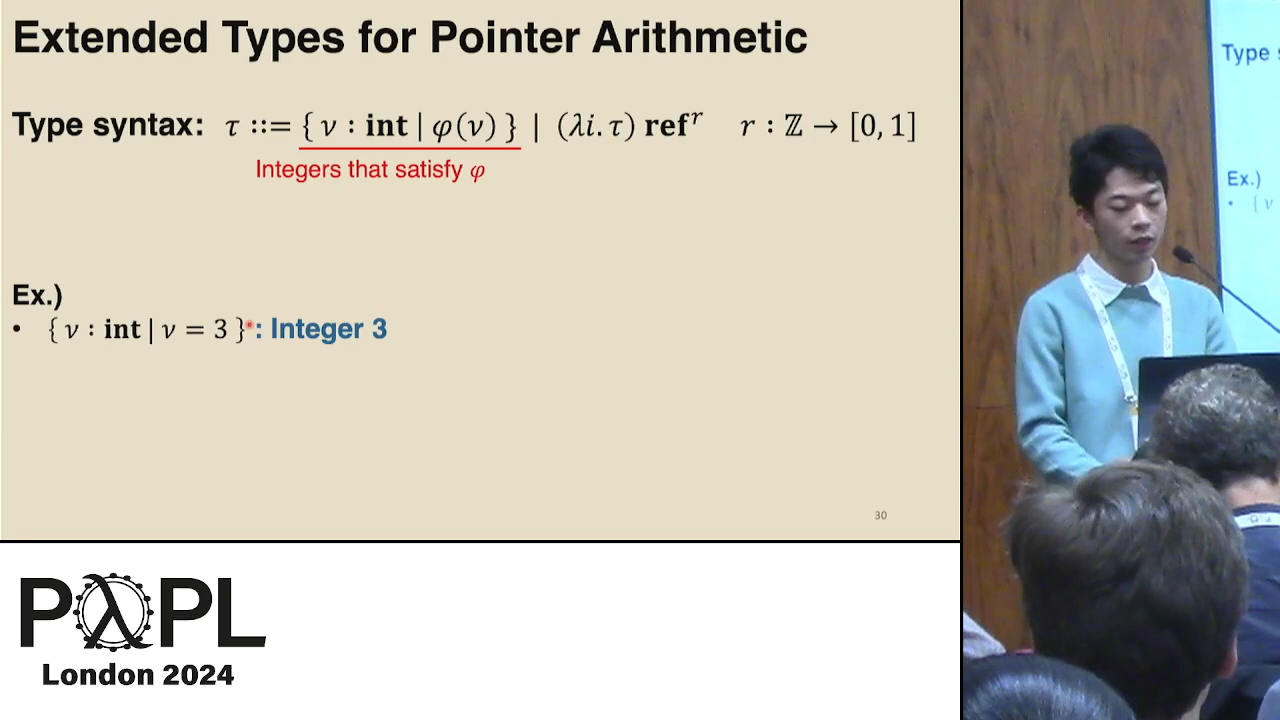 Extended Types for Pointer Arithmetic
Type syntax: τ ::= { ν : int | φ(ν) } | (λi. τ) ref^r r : ℤ → [0, 1]
Integers that satisfy φ
Ex.)
• { ν : int | ν = 3 } : Integer 3
30
PλPL
London 2024
Type
Ex.)
• { ν